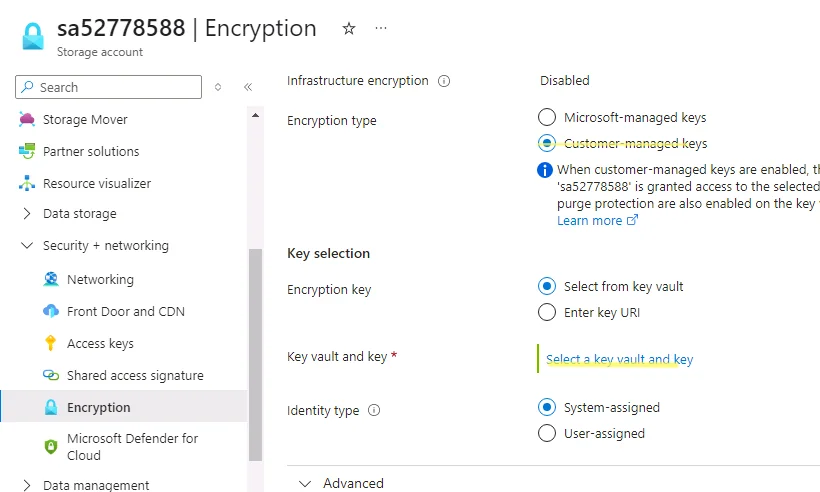 sa52778588 | Encryption
Storage account
Search
Storage Mover
Partner solutions
Resource visualizer
Data storage
Security + networking
Networking
Front Door and CDN
Access keys
Shared access signature
Encryption
Microsoft Defender for
Cloud
Data management
Infrastructure encryption
Disabled
Encryption type
Microsoft-managed keys
Customer-managed keys
When customer-managed keys are enabled, th
'sa52778588' is granted access to the selected
purge protection are also enabled on the key
Learn more
Key selection
Encryption key
Select from key vault
Enter key URI
Key vault and key *
Select a key vault and key
Identity type
System-assigned
User-assigned
Advanced